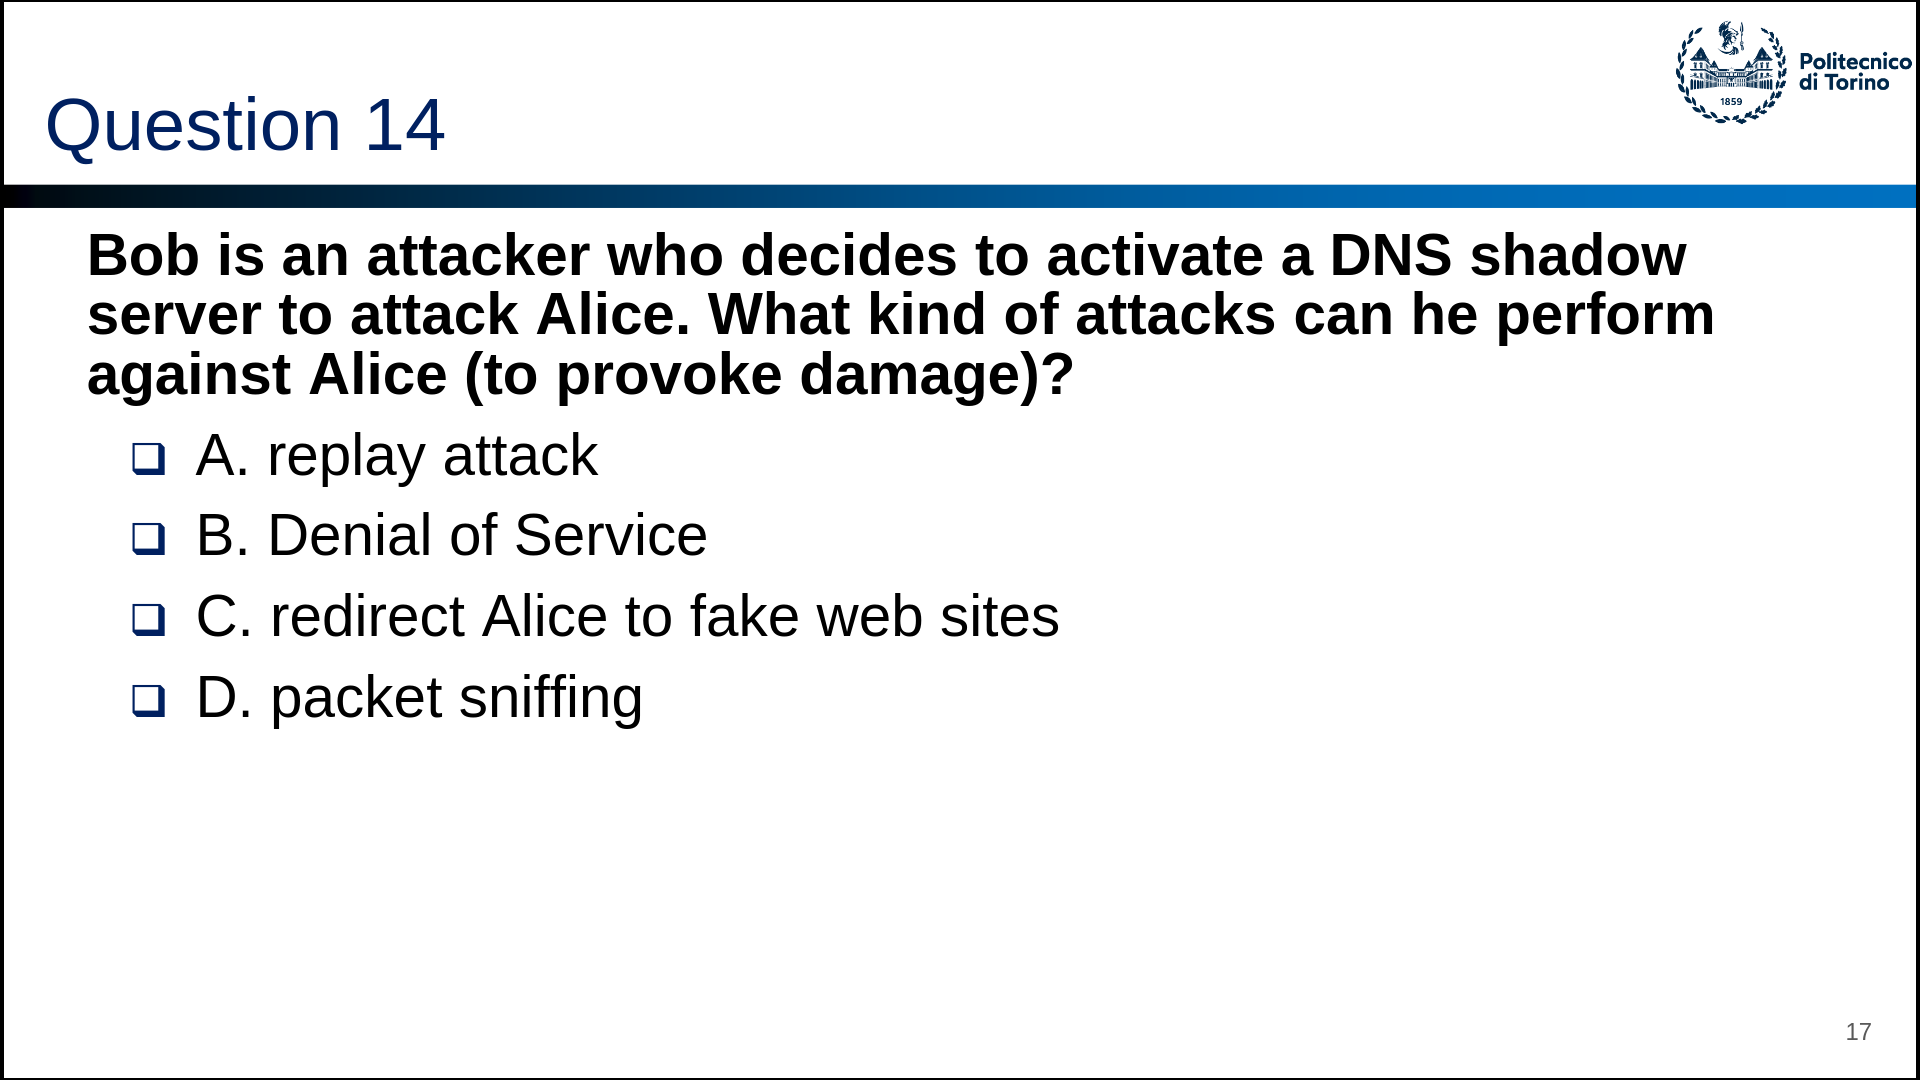 1859
Politecnico
di Torino
Question 14
Bob is an attacker who decides to activate a DNS shadow
server to attack Alice. What kind of attacks can he perform
against Alice (to provoke damage)?
A. replay attack
B. Denial of Service
C. redirect Alice to fake web sites
D. packet sniffing
17